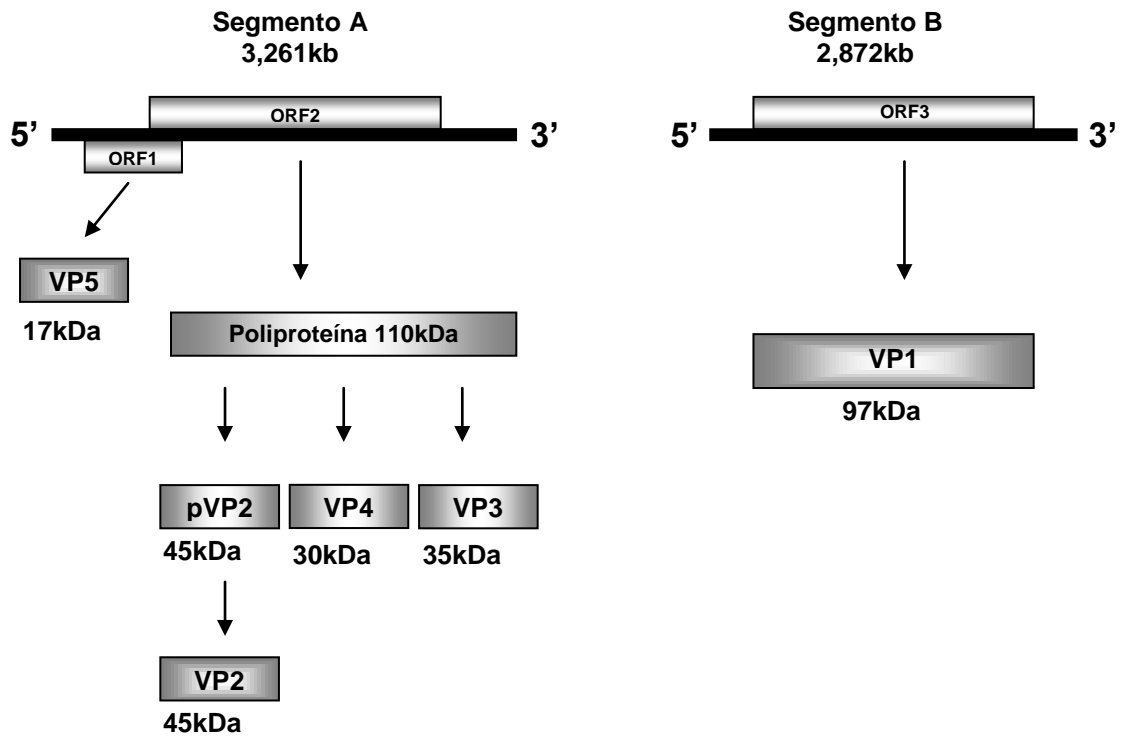 Segmento A
3,261kb
Segmento B
2,872kb
ORF2
5’
3’
ORF1
ORF3
5’
3’
VP5
17kDa
Poliproteína 110kDa
VP1
97kDa
pVP2
VP4
VP3
45kDa
30kDa
35kDa
VP2
45kDa